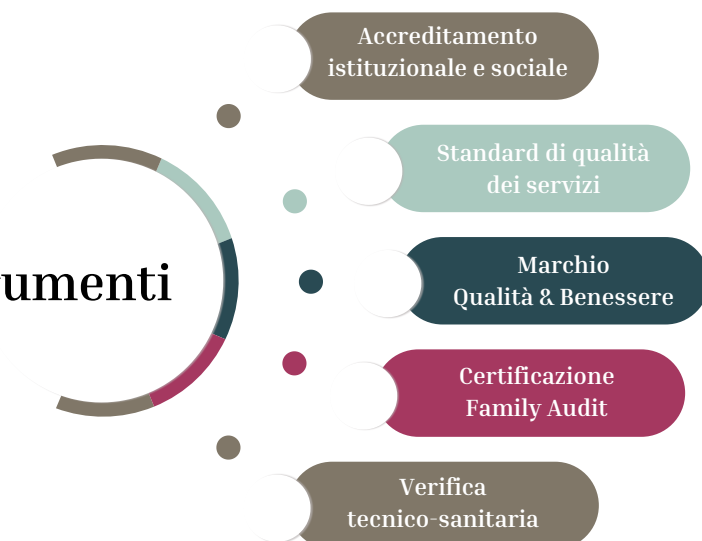 Accreditamento
istituzionale e sociale
Standard di qualità
dei servizi
umenti
Marchio
Qualità & Benessere
Certificazione
Family Audit
Verifica
tecnico-sanitaria